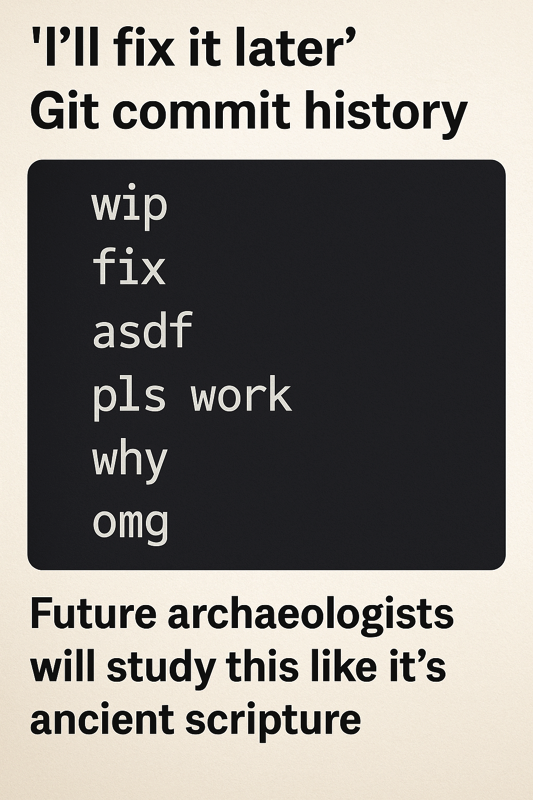 'I’ll fix it later’
Git commit history
wip
fix
asdf
pls work
why
omg
Future archaeologists
will study this like it’s
ancient scripture